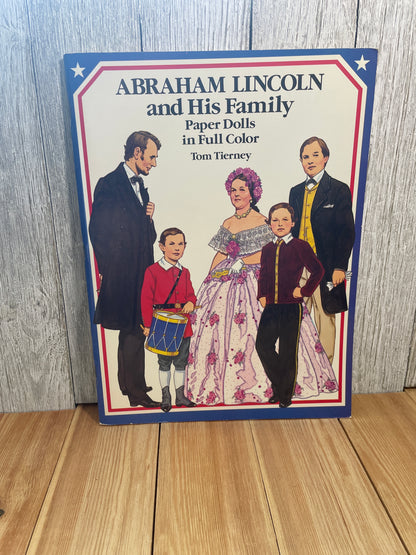 ABRAHAM LINCOLN
and His Family
Paper Dolls
in Full Color
Tom Tierney